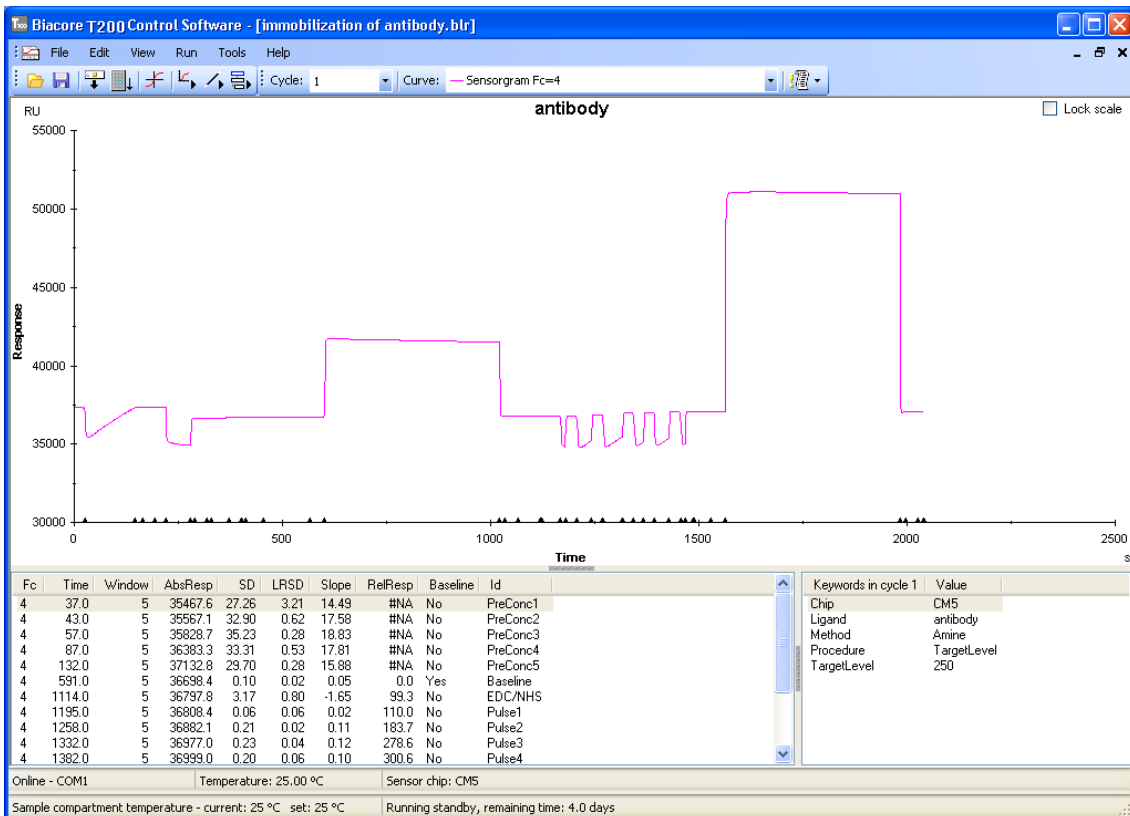 T100 Biacore T200 Control Software - [immobilization of antibody.blr]
File Edit View Run Tools Help
Cycle: 1 Curve: Sensorgram Fc=4
RU antibody Lock scale
55000
50000
45000
40000
35000
30000
Response
0 500 1000 1500 2000 2500
Time s
Fc Time Window AbsResp SD LRSD Slope RelResp Baseline Id
4 37.0 5 35467.6 27.26 3.21 14.49 #NA No PreConc1
4 43.0 5 35567.1 32.90 0.62 17.58 #NA No PreConc2
4 57.0 5 35828.7 35.23 0.28 18.83 #NA No PreConc3
4 87.0 5 36383.3 33.31 0.53 17.81 #NA No PreConc4
4 132.0 5 37132.8 29.70 0.28 15.88 #NA No PreConc5
4 591.0 5 36698.4 0.10 0.02 0.05 0.0 Yes Baseline
4 1114.0 5 36797.8 3.17 0.80 -1.65 99.3 No EDC/NHS
4 1195.0 5 36808.4 0.06 0.06 0.02 110.0 No Pulse1
4 1258.0 5 36882.1 0.21 0.02 0.11 183.7 No Pulse2
4 1332.0 5 36977.0 0.23 0.04 0.12 278.6 No Pulse3
4 1382.0 5 36999.0 0.20 0.06 0.10 300.6 No Pulse4
Keywords in cycle 1 Value
Chip CM5
Ligand antibody
Method Amine
Procedure TargetLevel
TargetLevel 250
Online - COM1 Temperature: 25.00 °C Sensor chip: CM5
Sample compartment temperature - current: 25 °C set: 25 °C Running standby, remaining time: 4.0 days